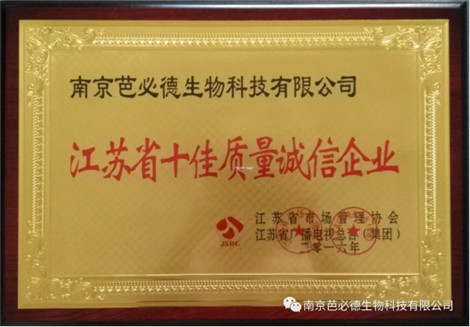 南京芭必德生物科技有限公司
江苏省十佳质量诚信企业
JSBC
江苏省市场管理协会
江苏省广播电视总台(集团)
二零一六年
南京芭必德生物科技有限公司